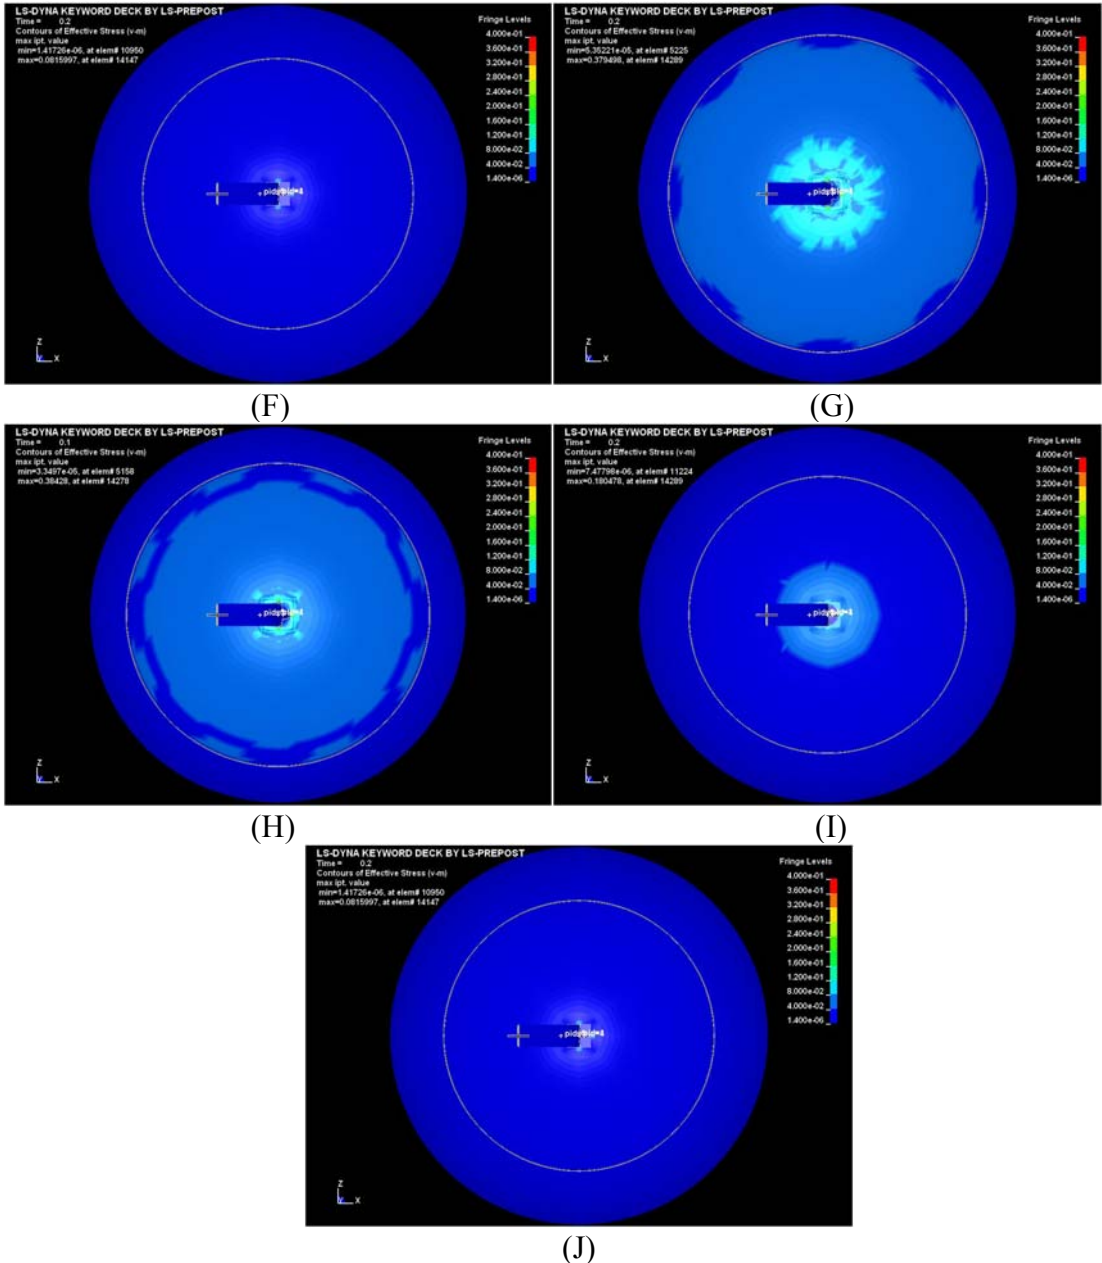 LS-DYNA KEYWORD DECK BY LS-PREPOST
Time = 0.2
Contours of Effective Stress (v-m)
max ipt. value
min=1.41726e-06, at elem# 10950
max=0.0815997, at elem# 14147
Fringe Levels
4.000e-01
3.600e-01
3.200e-01
2.800e-01
2.400e-01
2.000e-01
1.600e-01
1.200e-01
8.000e-02
4.000e-02
1.400e-06
Z
Y X
(F)
LS-DYNA KEYWORD DECK BY LS-PREPOST
Time = 0.2
Contours of Effective Stress (v-m)
max ipt. value
min=5.35221e-05, at elem# 5225
max=0.379498, at elem# 14289
Fringe Levels
4.000e-01
3.600e-01
3.200e-01
2.800e-01
2.400e-01
2.000e-01
1.600e-01
1.200e-01
8.000e-02
4.000e-02
1.400e-06
Z
Y X
(G)
LS-DYNA KEYWORD DECK BY LS-PREPOST
Time = 0.1
Contours of Effective Stress (v-m)
max ipt. value
min=3.3497e-05, at elem# 5158
max=0.38428, at elem# 14278
Fringe Levels
4.000e-01
3.600e-01
3.200e-01
2.800e-01
2.400e-01
2.000e-01
1.600e-01
1.200e-01
8.000e-02
4.000e-02
1.400e-06
Z
Y X
(H)
LS-DYNA KEYWORD DECK BY LS-PREPOST
Time = 0.2
Contours of Effective Stress (v-m)
max ipt. value
min=7.47798e-06, at elem# 11224
max=0.180478, at elem# 14289
Fringe Levels
4.000e-01
3.600e-01
3.200e-01
2.800e-01
2.400e-01
2.000e-01
1.600e-01
1.200e-01
8.000e-02
4.000e-02
1.400e-06
Z
Y X
(I)
LS-DYNA KEYWORD DECK BY LS-PREPOST
Time = 0.2
Contours of Effective Stress (v-m)
max ipt. value
min=1.41726e-06, at elem# 10950
max=0.0815997, at elem# 14147
Fringe Levels
4.000e-01
3.600e-01
3.200e-01
2.800e-01
2.400e-01
2.000e-01
1.600e-01
1.200e-01
8.000e-02
4.000e-02
1.400e-06
Z
Y X
(J)